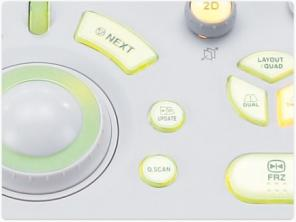 2D
NEXT
LAYOUT
/QUAD
DUAL
UPDATE
Q.SCAN
FRZ